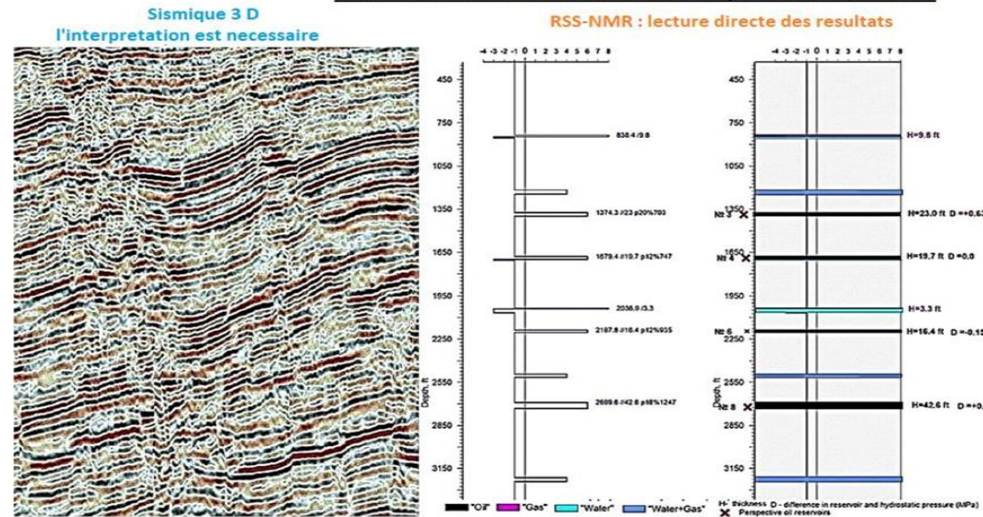 Sismique 3 D
l'interpretation est necessaire
RSS-NMR : lecture directe des resultats
-4 -3 -2 -1 0 1 2 3 4 5 6 7 8
450
750
1050
1350
1650
1950
2250
2550
2850
3150
Depth, ft
838.4 /9.8
1374.3 //23 p20%703
1679.4 //19.7 p12%747
2036.9 /3.3
2187.8 //16.4 p12%935
2699.6 //42.6 p18%1247
-4 -3 -2 -1 0 1 2 3 4 5 6 7 8
450
750
1050
1350
1650
1950
2250
2550
2850
3150
Depth, ft
№ 3
№ 4
№ 6
№ 8
H=9.8 ft
H=23.0 ft D =+0.63
H=19.7 ft D =0.0
H=3.3 ft
H=16.4 ft D =-0.15
H=42.6 ft D =+0.
"Oil" "Gas" "Water" "Water+Gas"
H- thickness D - difference in reservoir and hydrostatic pressure (MPa)
Perspective oil reservoirs